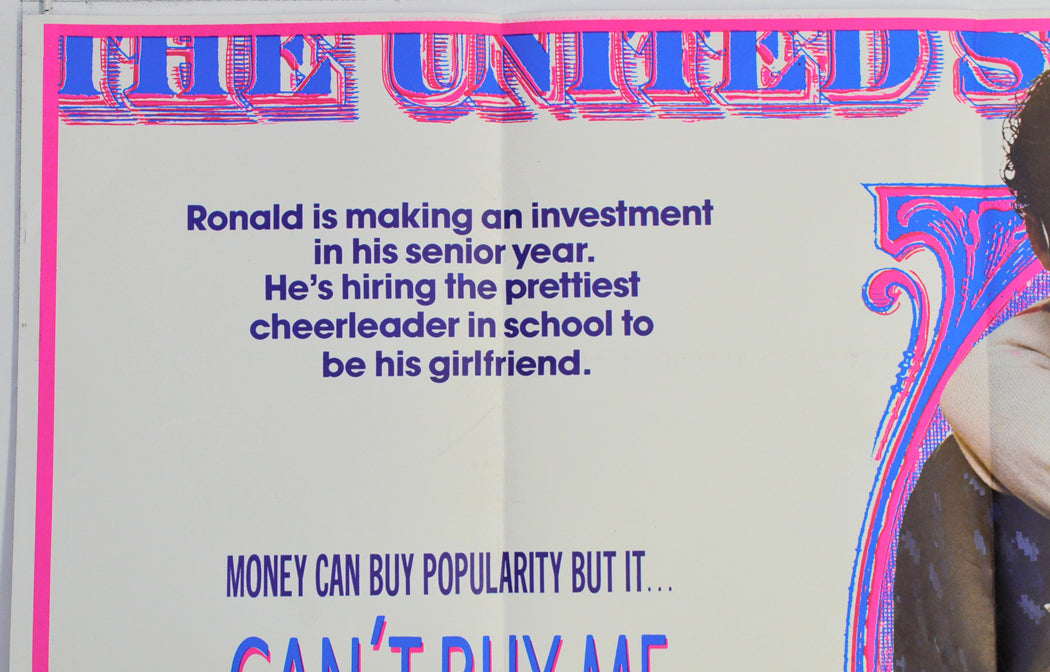 THE UNITED S
Ronald is making an investment
in his senior year.
He's hiring the prettiest
cheerleader in school to
be his girlfriend.
MONEY CAN BUY POPULARITY BUT IT...
CAN'T BUY ME